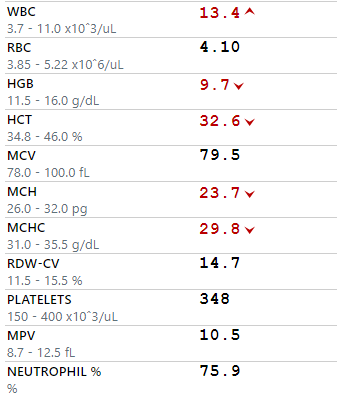 WBC 13.4
3.7 - 11.0 x10^3/uL
RBC 4.10
3.85 - 5.22 x10^6/uL
HGB 9.7
11.5 - 16.0 g/dL
HCT 32.6
34.8 - 46.0 %
MCV 79.5
78.0 - 100.0 fL
MCH 23.7
26.0 - 32.0 pg
MCHC 29.8
31.0 - 35.5 g/dL
RDW-CV 14.7
11.5 - 15.5 %
PLATELETS 348
150 - 400 x10^3/uL
MPV 10.5
8.7 - 12.5 fL
NEUTROPHIL % 75.9
%